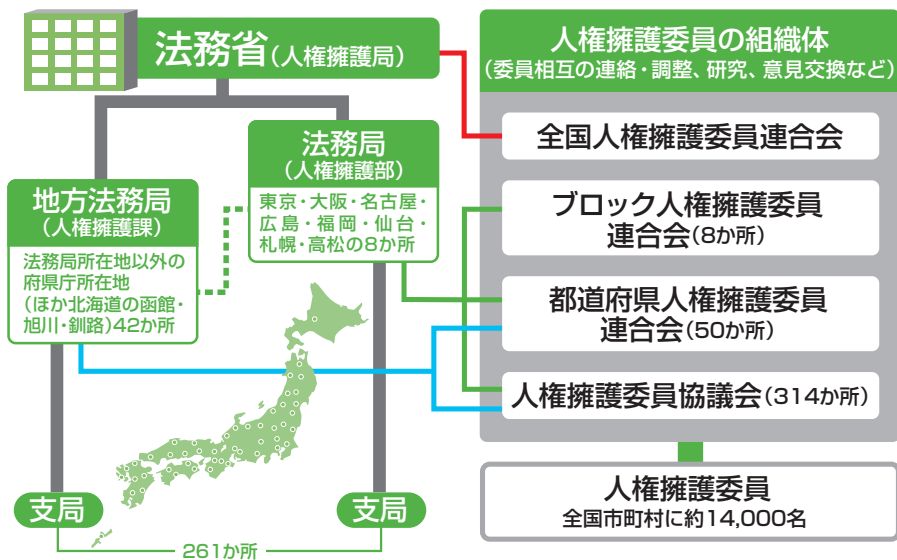 法務省(人権擁護局)
法務局
(人権擁護部)
東京・大阪・名古屋・
広島・福岡・仙台・
札幌・高松の8か所
地方法務局
(人権擁護課)
法務局所在地以外の
府県庁所在地
(ほか北海道の函館・
旭川・釧路)42か所
支局
支局
261か所
人権擁護委員の組織体
(委員相互の連絡・調整、研究、意見交換など)
全国人権擁護委員連合会
ブロック人権擁護委員
連合会(8か所)
都道府県人権擁護委員
連合会(50か所)
人権擁護委員協議会(314か所)
人権擁護委員
全国市町村に約14,000名